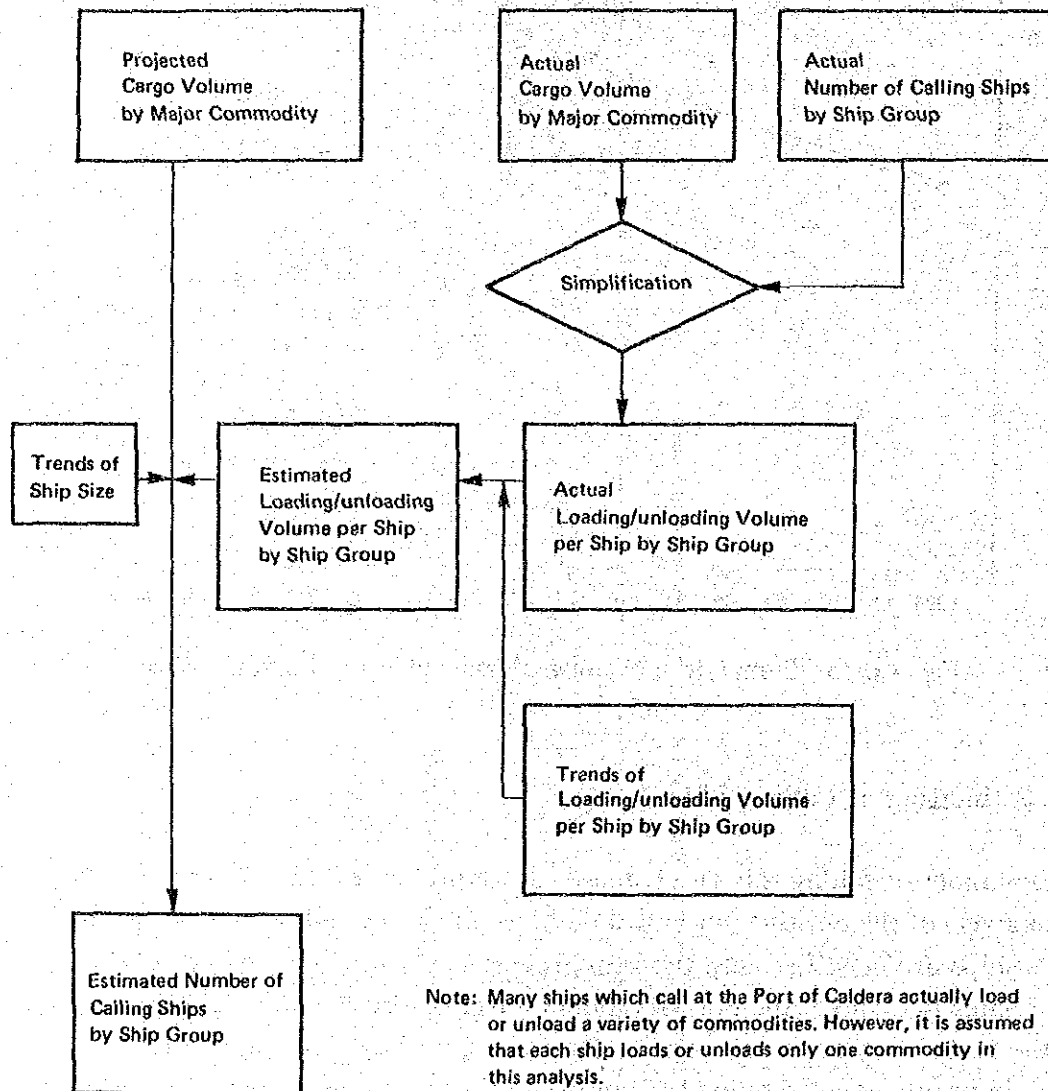 Projected
Cargo Volume
by Major Commodity
Actual
Cargo Volume
by Major Commodity
Actual
Number of Calling Ships
by Ship Group
Simplification
Trends of
Ship Size
Estimated
Loading/unloading
Volume per Ship
by Ship Group
Actual
Loading/unloading Volume
per Ship by Ship Group
Trends of
Loading/unloading Volume
per Ship by Ship Group
Estimated Number of
Calling Ships
by Ship Group
Note: Many ships which call at the Port of Caldera actually load
or unload a variety of commodities. However, it is assumed
that each ship loads or unloads only one commodity in
this analysis.